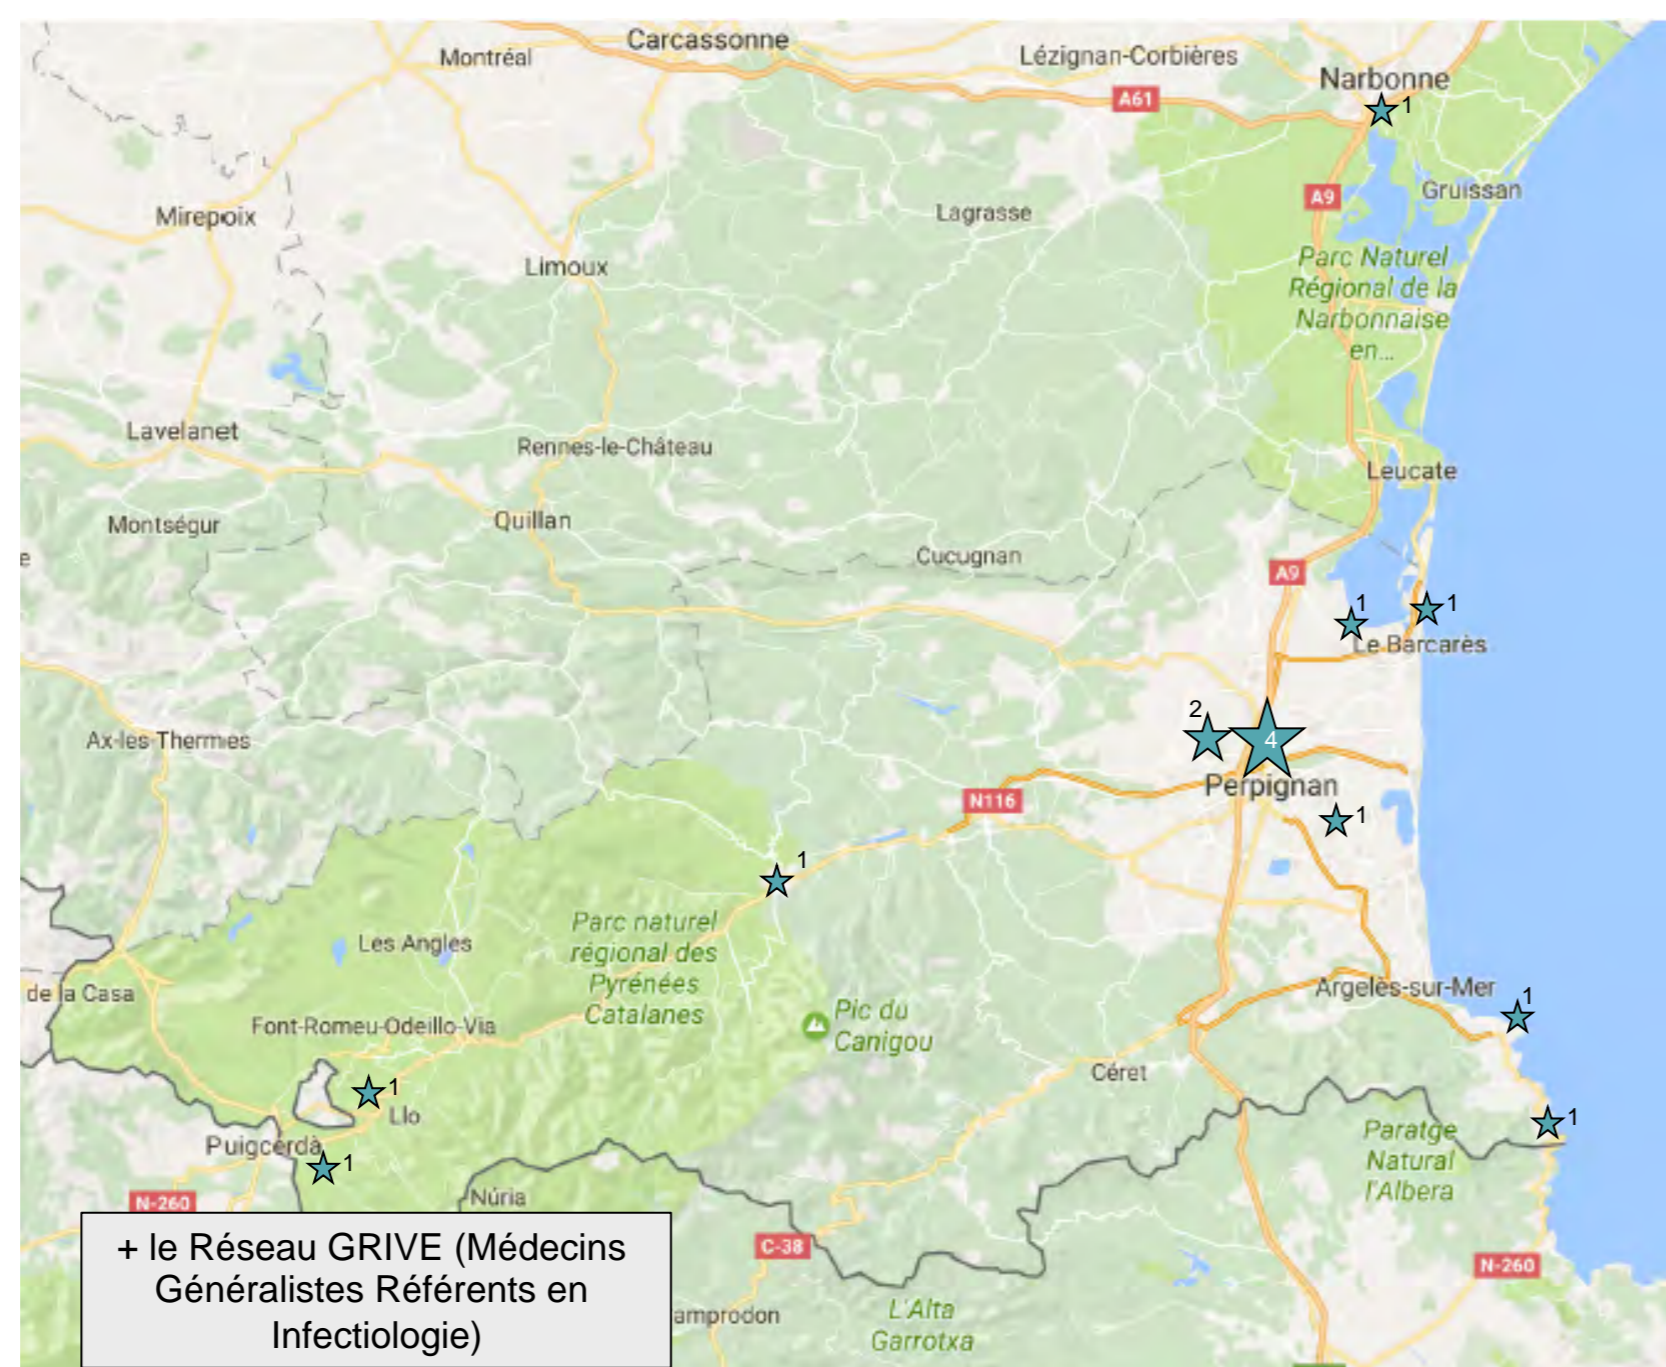 Carcassonne
Montréal
Lézignan-Corbières
Narbonne
1
A61
A9
Gruissan
Mirepoix
Lagrasse
Limoux
Parc Naturel
Régional de la
Narbonnaise
en...
Lavelanet
Rennes-le-Château
Leucate
Montségur
Quillan
Cucugnan
e
A9
1
1
Le Barcarès
2
4
Ax-les-Thermes
Perpignan
N116
1
1
Parc naturel
régional des
Pyrénées
Catalanes
Les Angles
de la Casa
Argelès-sur-Mer
1
Pic du
Canigou
Font-Romeu-Odeillo-Via
Céret
1
Llo
1
Puigcerdà
1
Paratge
Natural
l'Albera
N-260
Núria
C-38
N-260
+ le Réseau GRIVE (Médecins
Généralistes Référents en
Infectiologie)
amprodon
L'Alta
Garrotxa